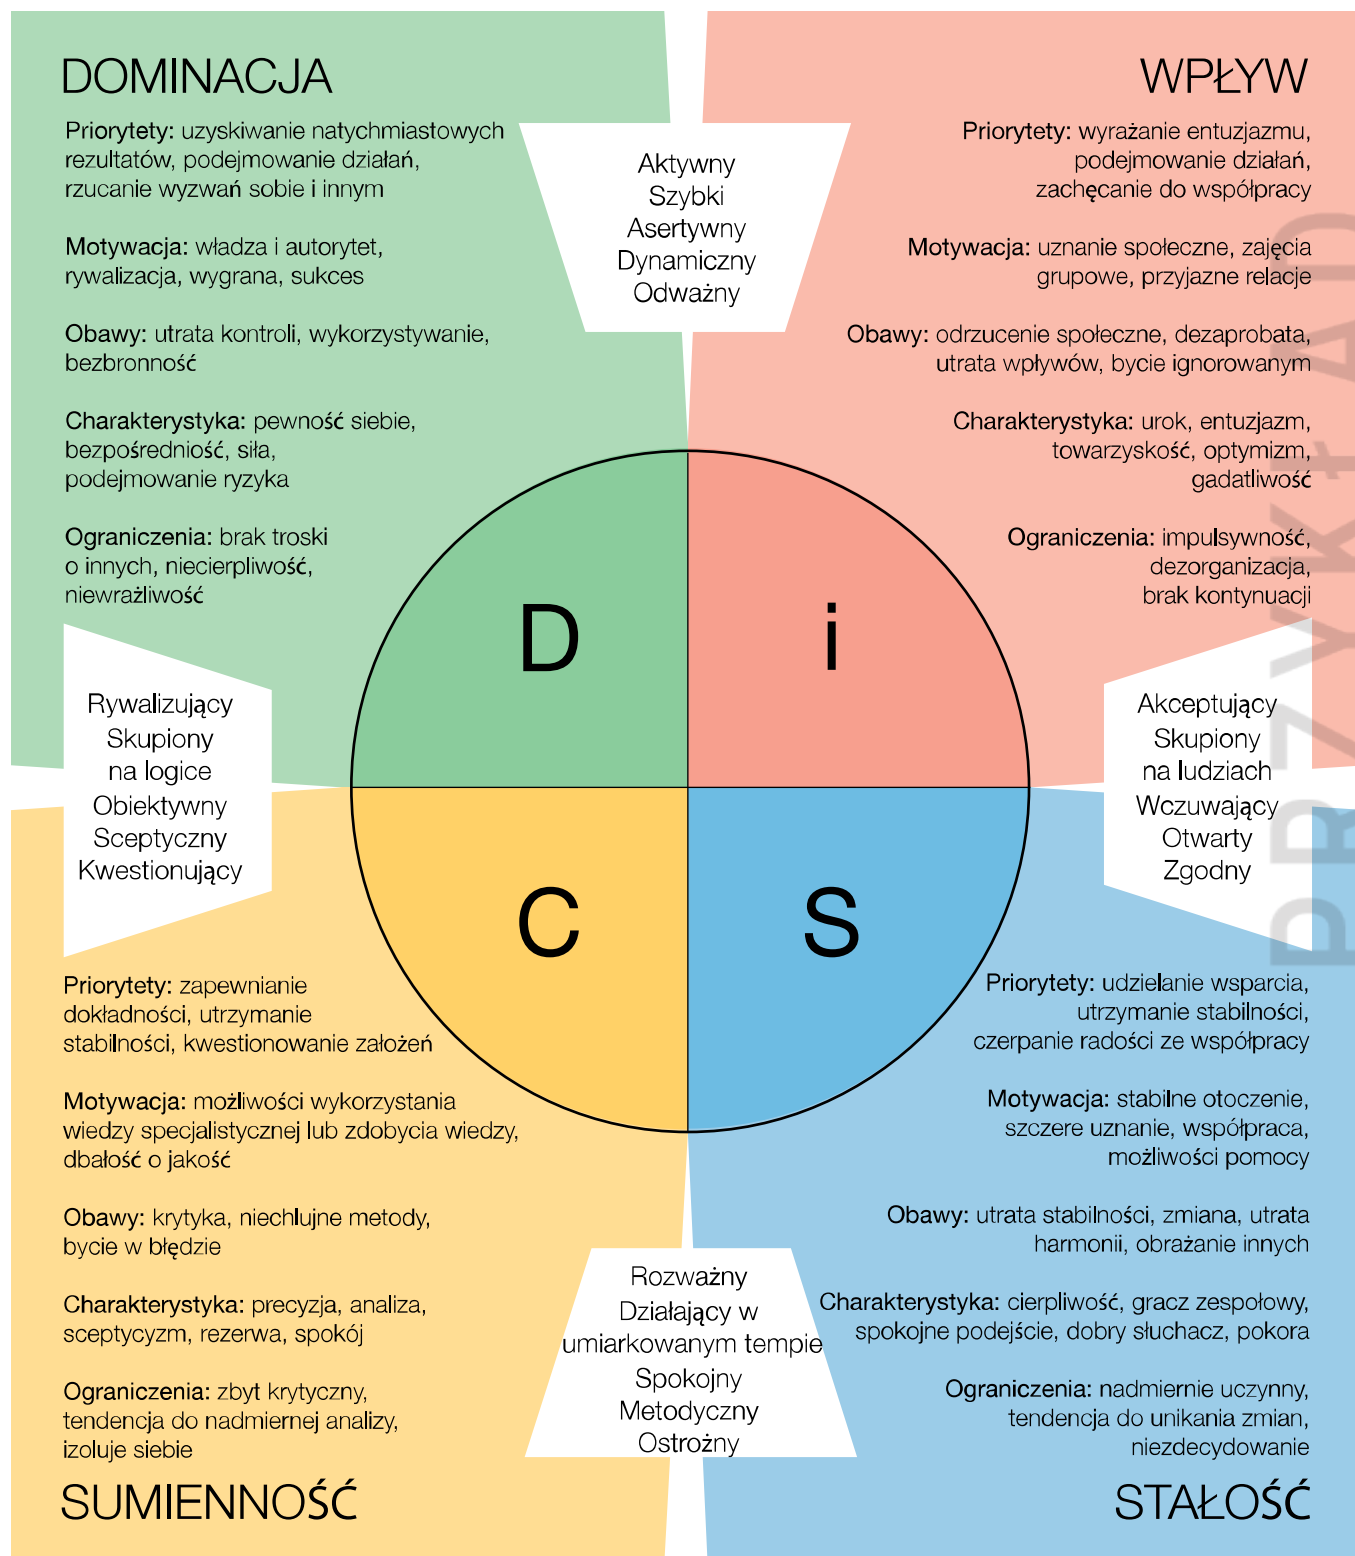 DOMINACJA
Priorytety: uzyskiwanie natychmiastowych
rezultatów, podejmowanie działań,
rzucanie wyzwań sobie i innym
Motywacja: władza i autorytet,
rywalizacja, wygrana, sukces
Obawy: utrata kontroli, wykorzystywanie,
bezbronność
Charakterystyka: pewność siebie,
bezpośredniość, siła,
podejmowanie ryzyka
Ograniczenia: brak troski
o innych, niecierpliwość,
niewrażliwość
Aktywny
Szybki
Asertywny
Dynamiczny
Odważny
WPŁYW
Priorytety: wyrażanie entuzjazmu,
podejmowanie działań,
zachęcanie do współpracy
Motywacja: uznanie społeczne, zajęcia
grupowe, przyjazne relacje
Obawy: odrzucenie społeczne, dezaprobata,
utrata wpływów, bycie ignorowanym
Charakterystyka: urok, entuzjazm,
towarzyskość, optymizm,
gadatliwość
Ograniczenia: impulsywność,
dezorganizacja,
brak kontynuacji
PRZYKŁAD
D
i
Rywalizujący
Skupiony
na logice
Obiektywny
Sceptyczny
Kwestionujący
Akceptujący
Skupiony
na ludziach
Wczuwający
Otwarty
Zgodny
C
S
Priorytety: zapewnianie
dokładności, utrzymanie
stabilności, kwestionowanie założeń
Motywacja: możliwości wykorzystania
wiedzy specjalistycznej lub zdobycia wiedzy,
dbałość o jakość
Obawy: krytyka, niechlujne metody,
bycie w błędzie
Charakterystyka: precyzja, analiza,
sceptycyzm, rezerwa, spokój
Ograniczenia: zbyt krytyczny,
tendencja do nadmiernej analizy,
izoluje siebie
SUMIENNOŚĆ
Rozważny
Działający w
umiarkowanym tempie
Spokojny
Metodyczny
Ostrożny
Priorytety: udzielanie wsparcia,
utrzymanie stabilności,
czerpanie radości ze współpracy
Motywacja: stabilne otoczenie,
szczere uznanie, współpraca,
możliwości pomocy
Obawy: utrata stabilności, zmiana, utrata
harmonii, obrażanie innych
Charakterystyka: cierpliwość, gracz zespołowy,
spokojne podejście, dobry słuchacz, pokora
Ograniczenia: nadmiernie uczynny,
tendencja do unikania zmian,
niezdecydowanie
STAŁOŚĆ